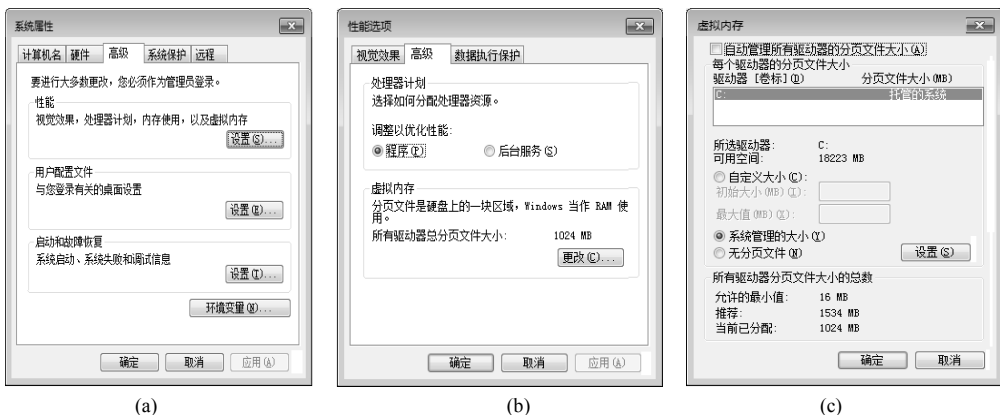 系统属性
计算机名 硬件 高级 系统保护 远程
要进行大多数更改，您必须作为管理员登录。
性能
视觉效果，处理器计划，内存使用，以及虚拟内存
设置(S)...
用户配置文件
与您登录有关的桌面设置
设置(E)...
启动和故障恢复
系统启动、系统失败和调试信息
设置(T)...
环境变量(N)...
确定 取消 应用(A)
(a)
性能选项
视觉效果 高级 数据执行保护
处理器计划
选择如何分配处理器资源。
调整以优化性能:
程序(P) 后台服务(S)
虚拟内存
分页文件是硬盘上的一块区域，Windows 当作 RAM 使
用。
所有驱动器总分页文件大小: 1024 MB
更改(C)...
确定 取消 应用(A)
(b)
虚拟内存
自动管理所有驱动器的分页文件大小(A)
每个驱动器的分页文件大小
驱动器 [卷标](D) 分页文件大小(MB)
C: 托管的系统
所选驱动器: C:
可用空间: 18223 MB
自定义大小(C):
初始大小(MB)(I):
最大值(MB)(X):
系统管理的大小(Y)
无分页文件(N) 设置(S)
所有驱动器分页文件大小的总数
允许的最小值: 16 MB
推荐: 1534 MB
当前已分配: 1024 MB
确定 取消
(c)